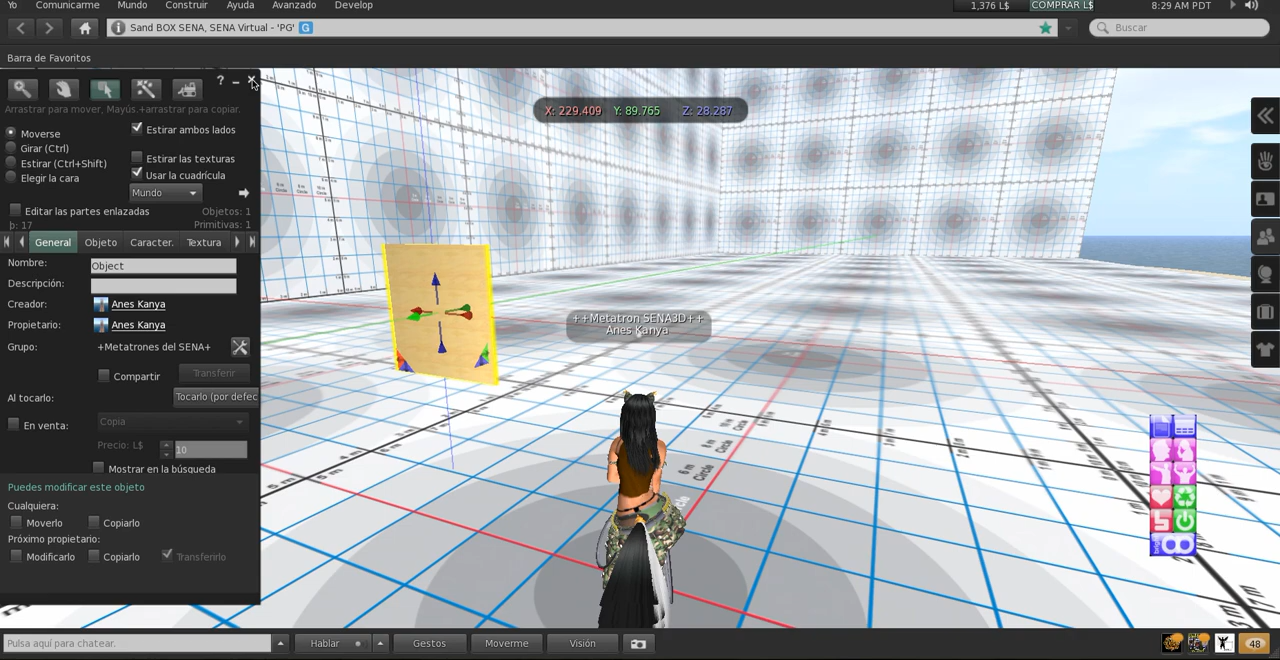 Yo Comunicarme Mundo Construir Ayuda Avanzado Develop 1,376 L$ COMPRAR L$ 8:29 AM PDT
Sand BOX SENA, SENA Virtual - 'PG' G Buscar
Barra de Favoritos
? – ×
Arrastrar para mover, Mayús.+arrastrar para copiar.
Moverse
Girar (Ctrl)
Estirar (Ctrl+Shift)
Elegir la cara
Estirar ambos lados
Estirar las texturas
Usar la cuadrícula
Mundo
Editar las partes enlazadas Objetos: 1
þ: 17 Primitivas: 1
General Objeto Caracter. Textura
Nombre: Object
Descripción:
Creador: Anes Kanya
Propietario: Anes Kanya
Grupo: +Metatrones del SENA+
Compartir Transferir
Al tocarlo: Tocarlo (por defec
En venta: Copia
Precio: L$ 10
Mostrar en la búsqueda
Puedes modificar este objeto
Cualquiera:
Moverlo Copiarlo
Próximo propietario:
Modificarlo Copiarlo Transferirlo
X: 229.409 Y: 89.765 Z: 28.287
++Metatron SENA3D++
Anes Kanya
Pulsa aquí para chatear. Hablar Gestos Moverme Visión 48